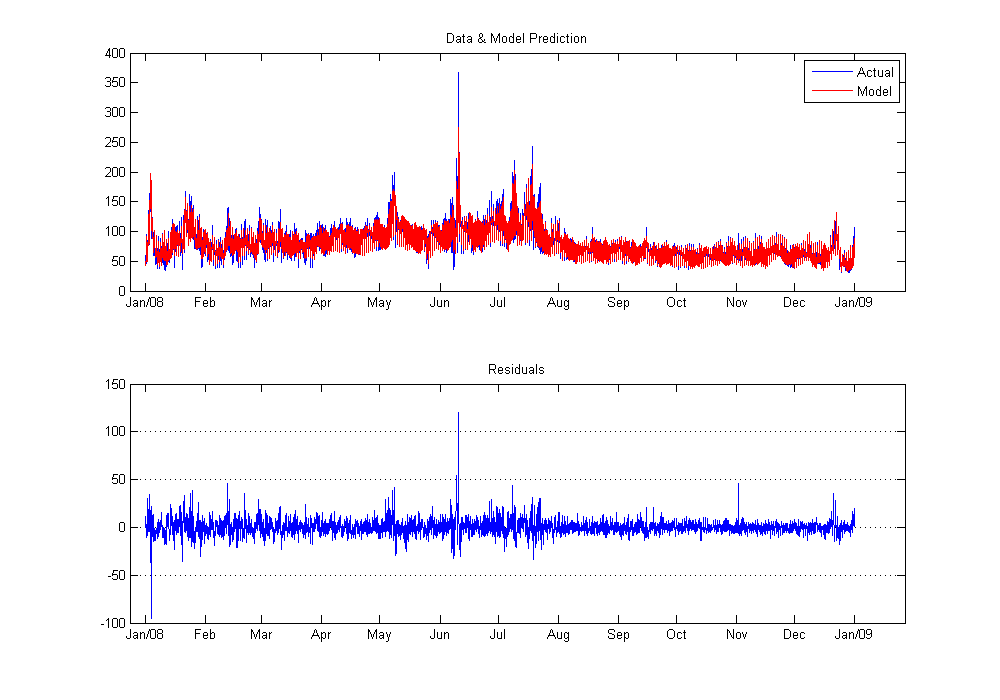 Data & Model Prediction
400
350
300
250
200
150
100
50
0
Actual
Model
Jan/08 Feb Mar Apr May Jun Jul Aug Sep Oct Nov Dec Jan/09
Residuals
150
100
50
0
-50
-100
Jan/08 Feb Mar Apr May Jun Jul Aug Sep Oct Nov Dec Jan/09